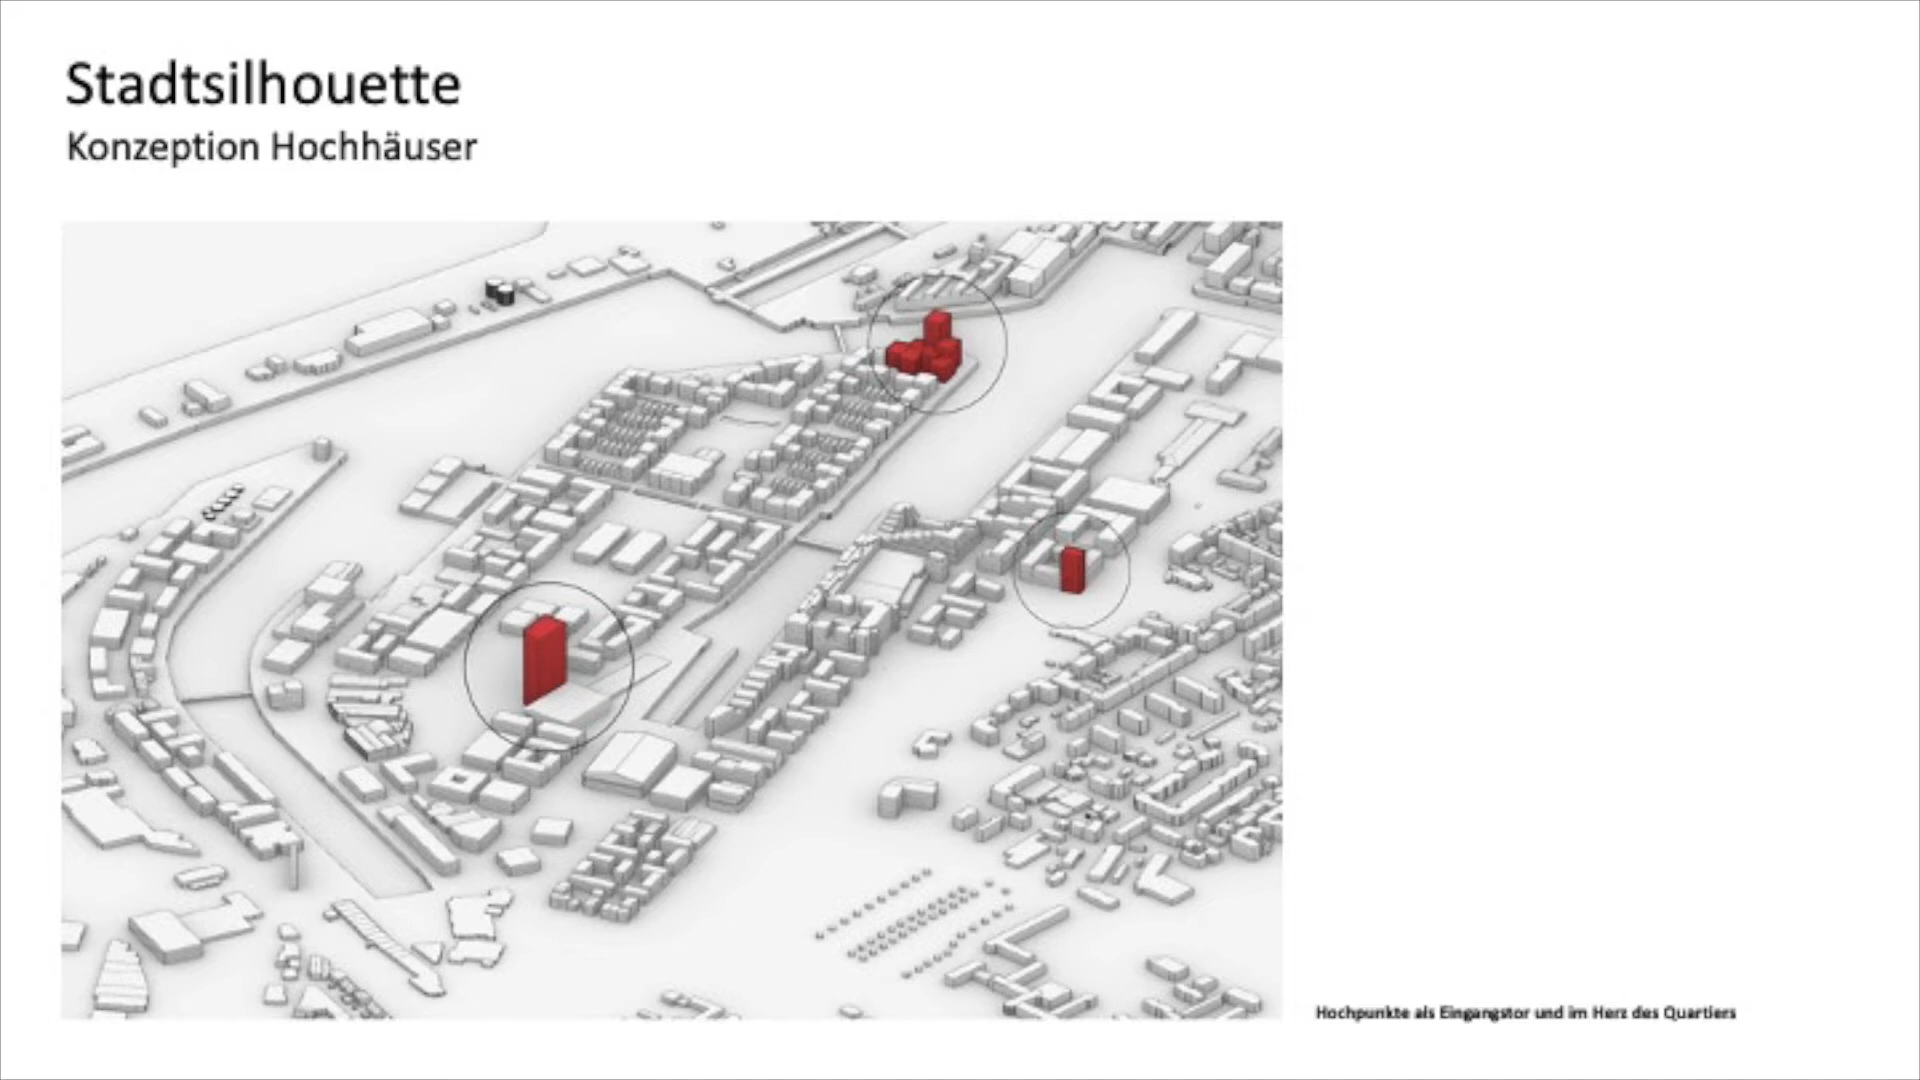 Stadtsilhouette
Konzeption Hochhäuser
Hochpunkte als Eingangstor und im Herz des Quartiers